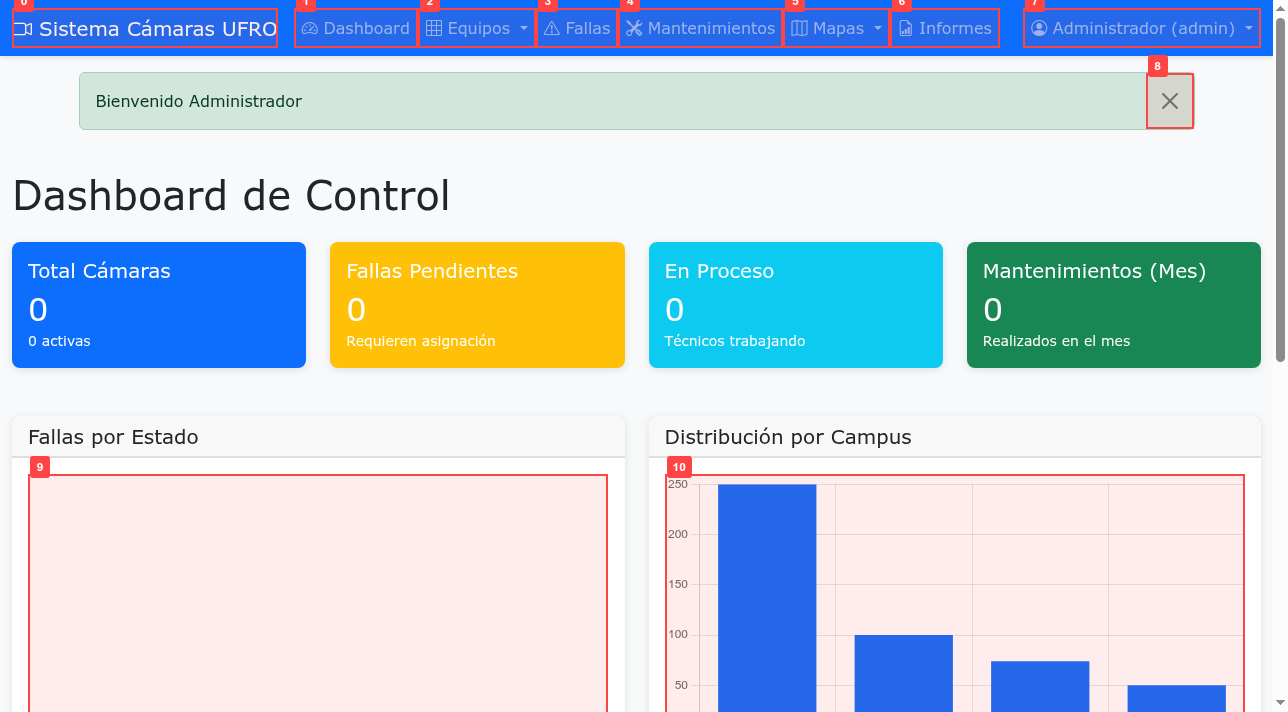 0 1 2 3 4 5 6 7
Sistema Cámaras UFRO Dashboard Equipos Fallas Mantenimientos Mapas Informes Administrador (admin)
8
Bienvenido Administrador
Dashboard de Control
Total Cámaras
0
0 activas
Fallas Pendientes
0
Requieren asignación
En Proceso
0
Técnicos trabajando
Mantenimientos (Mes)
0
Realizados en el mes
Fallas por Estado
9
Distribución por Campus
10
250
200
150
100
50